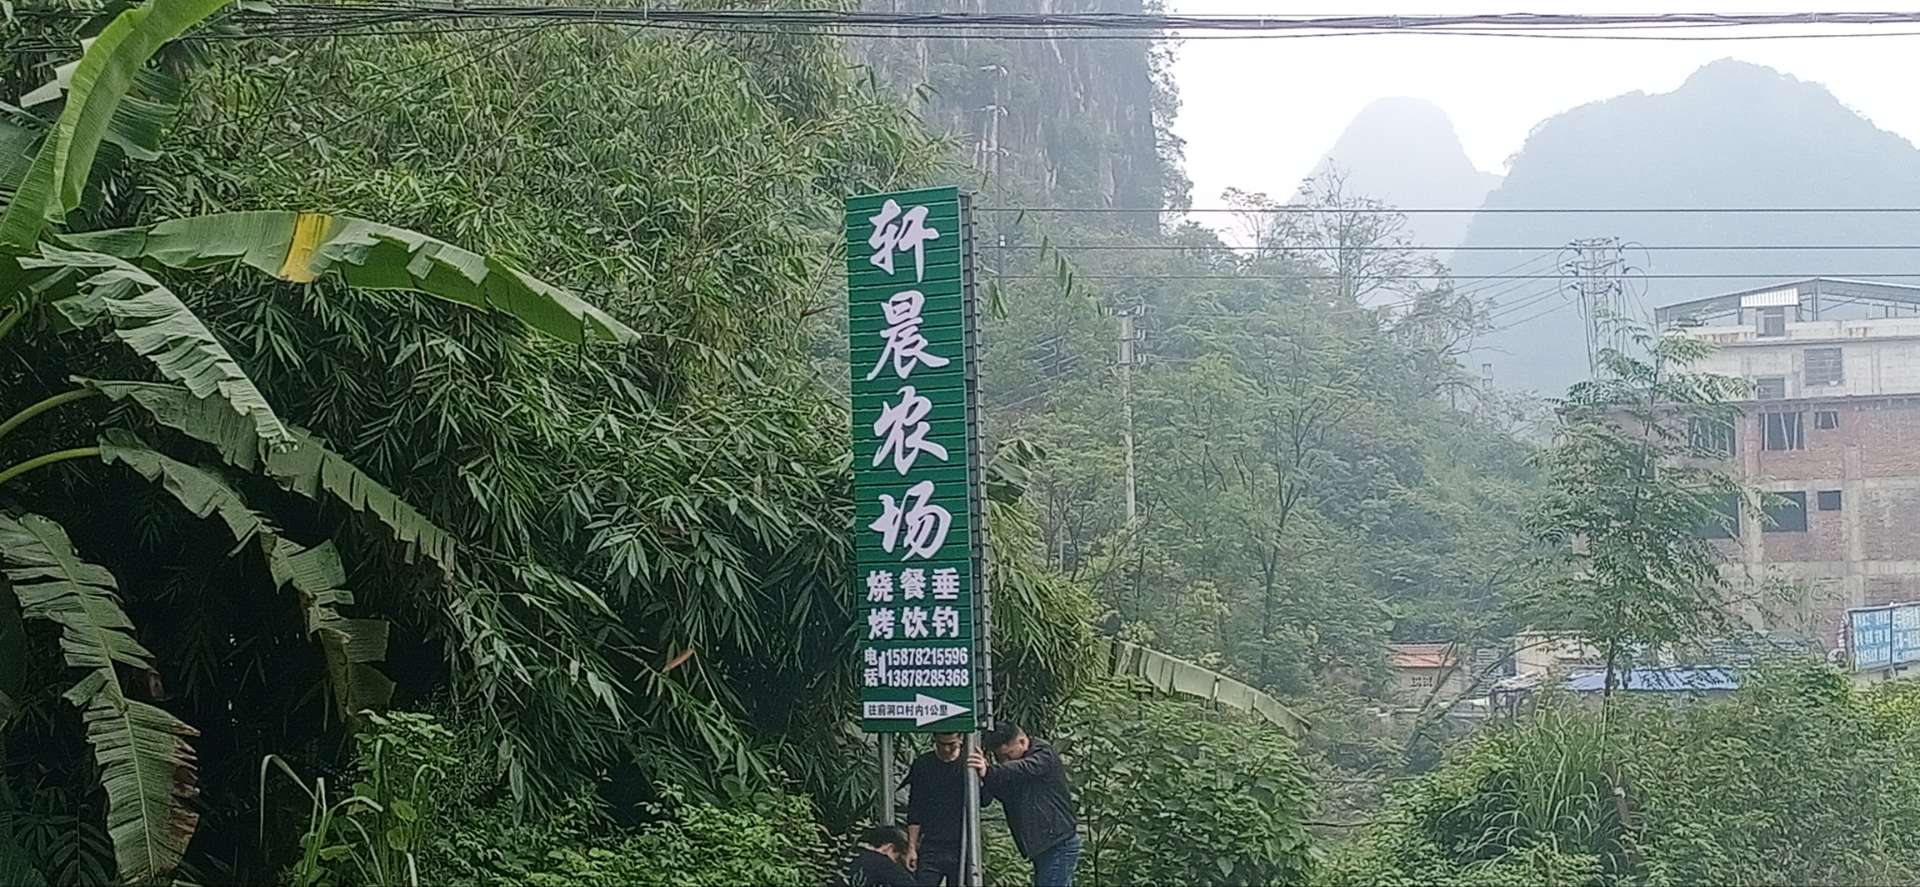 轩晨农场
烧烤
餐饮
垂钓
电话
15878215596
13878285368
往前洞口村内1公里